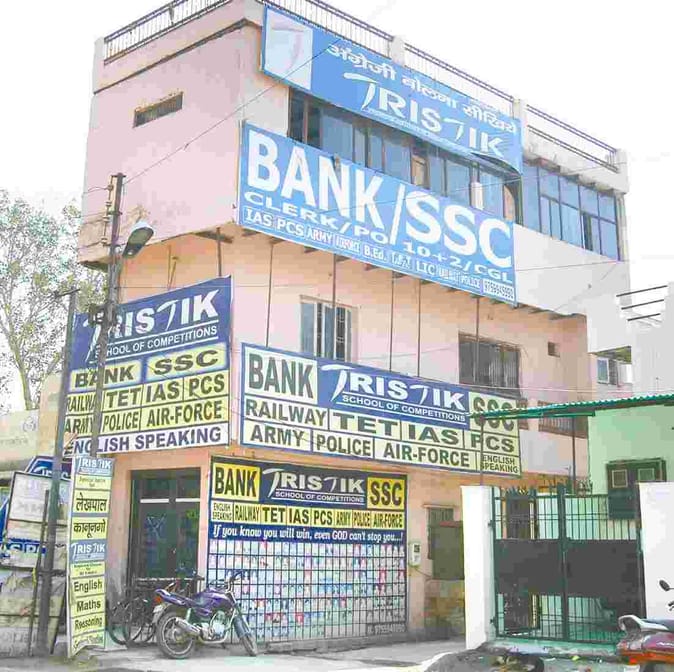 अंग्रेजी बोलना सीखिये
TRISTIK
BANK/SSC
CLERK/PO 10+2/CGL
IAS PCS ARMY AIRFORCE B.Ed. LIC RAILWAY POLICE
TRISTIK
SCHOOL OF COMPETITIONS
BANK SSC
RAILWAY TET IAS PCS
ARMY POLICE AIR-FORCE
ENGLISH SPEAKING
BANK TRISTIK SSC
SCHOOL OF COMPETITIONS
RAILWAY TET IAS PCS
ARMY POLICE AIR-FORCE ENGLISH SPEAKING
BANK TRISTIK SSC
SCHOOL OF COMPETITIONS
ENGLISH SPEAKING RAILWAY TET IAS PCS ARMY POLICE AIR-FORCE
If you know you will win, even GOD can't stop you...!
TRISTIK
लेखपाल
कानूनगो
TRISTIK
English
Maths
Reasoning